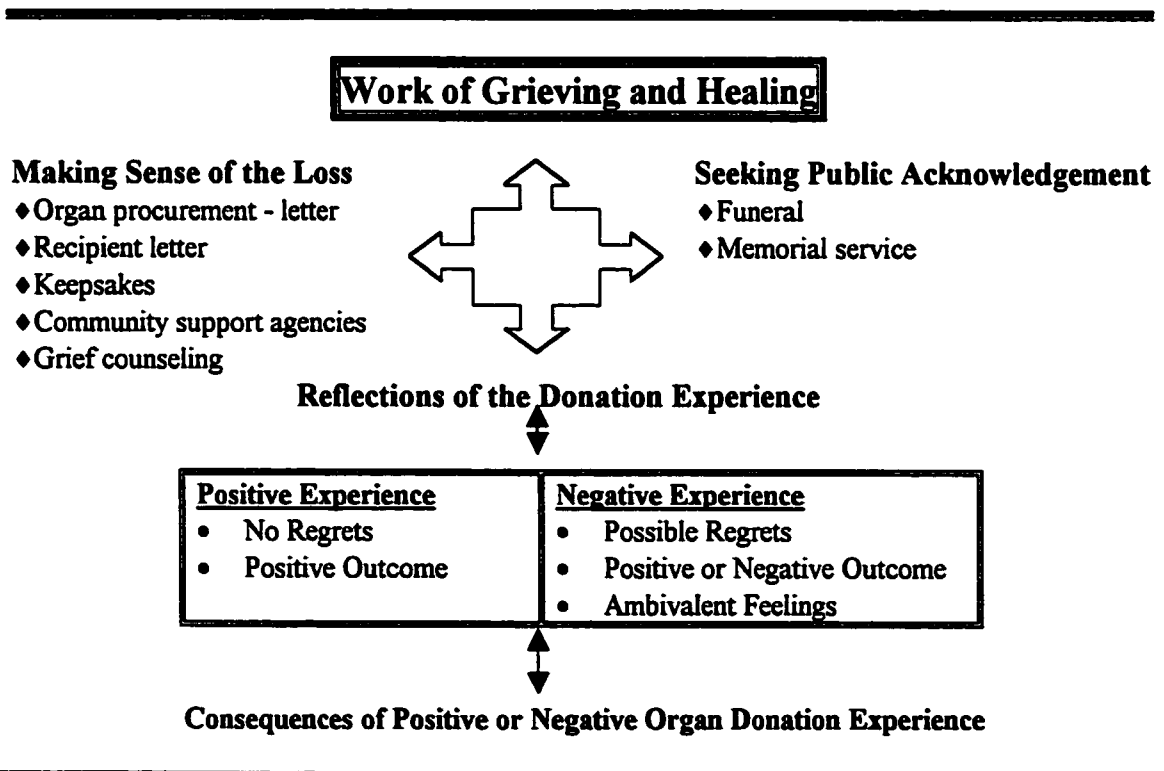 Work of Grieving and Healing
Making Sense of the Loss
♦Organ procurement - letter
♦Recipient letter
♦Keepsakes
♦Community support agencies
♦Grief counseling
Seeking Public Acknowledgement
♦Funeral
♦Memorial service
Reflections of the Donation Experience
Positive Experience
• No Regrets
• Positive Outcome
Negative Experience
• Possible Regrets
• Positive or Negative Outcome
• Ambivalent Feelings
Consequences of Positive or Negative Organ Donation Experience